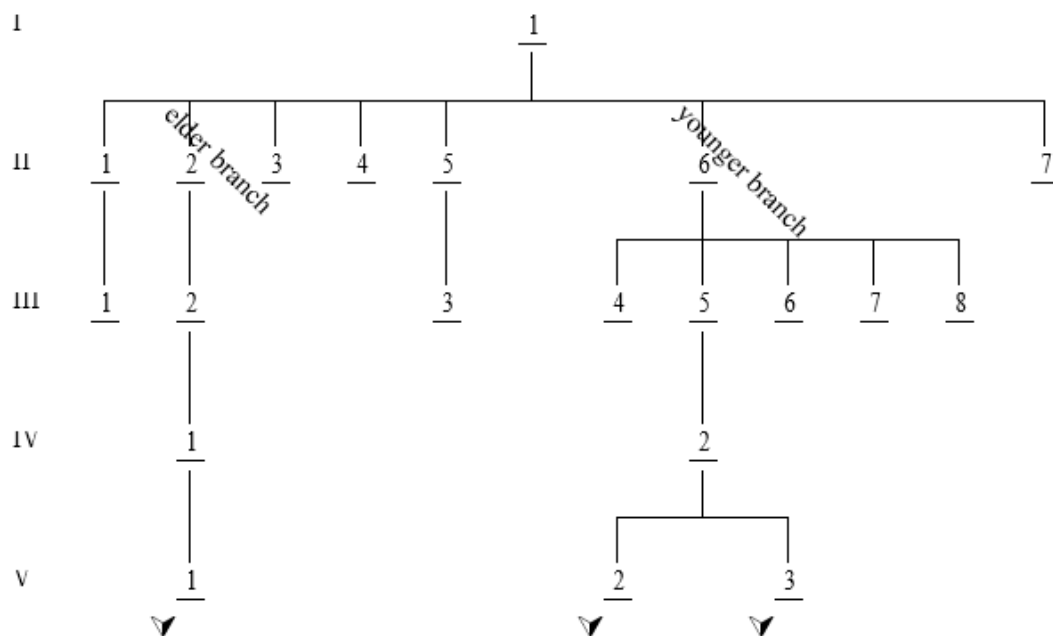 I 1
elder branch younger branch
II 1 2 3 4 5 6 7
III 1 2 3 4 5 6 7 8
IV 1 2
V 1 2 3